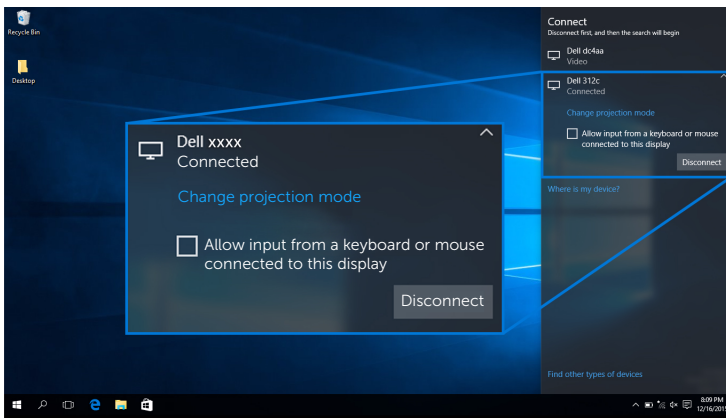 Recycle Bin
Desktop
Dell xxxx
Connected
Change projection mode
Allow input from a keyboard or mouse
connected to this display
Disconnect
Connect
Disconnect first, and then the search will begin
Dell dc4aa
Video
Dell 312c
Connected
Change projection mode
Allow input from a keyboard or mouse
connected to this display
Disconnect
Where is my device?
Find other types of devices
8:09 PM
12/16/2015